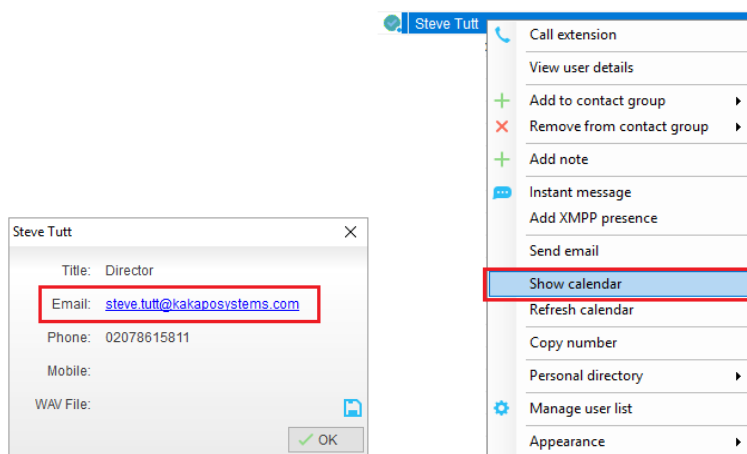 Steve Tutt
Call extension
View user details
Add to contact group
Remove from contact group
Add note
Instant message
Add XMPP presence
Send email
Show calendar
Refresh calendar
Copy number
Personal directory
Manage user list
Appearance
Steve Tutt
Title: Director
Email: steve.tutt@kakaposystems.com
Phone: 02078615811
Mobile:
WAV File:
OK